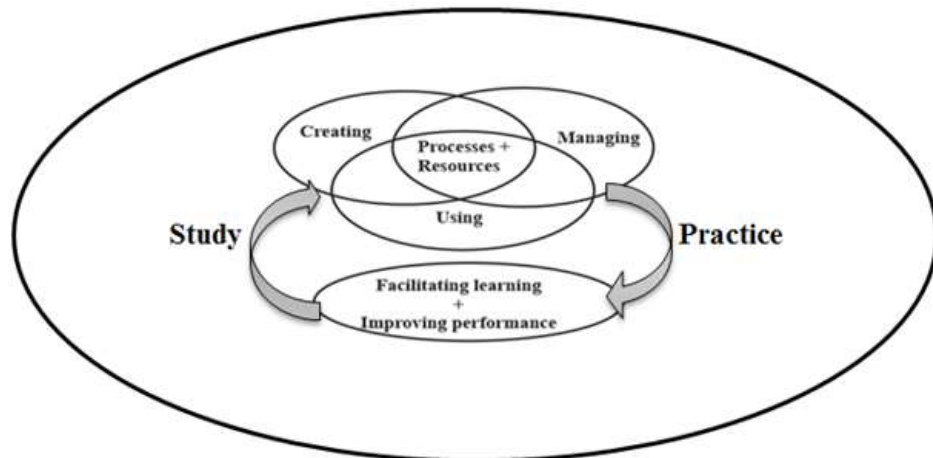 Creating
Managing
Processes +
Resources
Using
Study
Practice
Facilitating learning
+
Improving performance